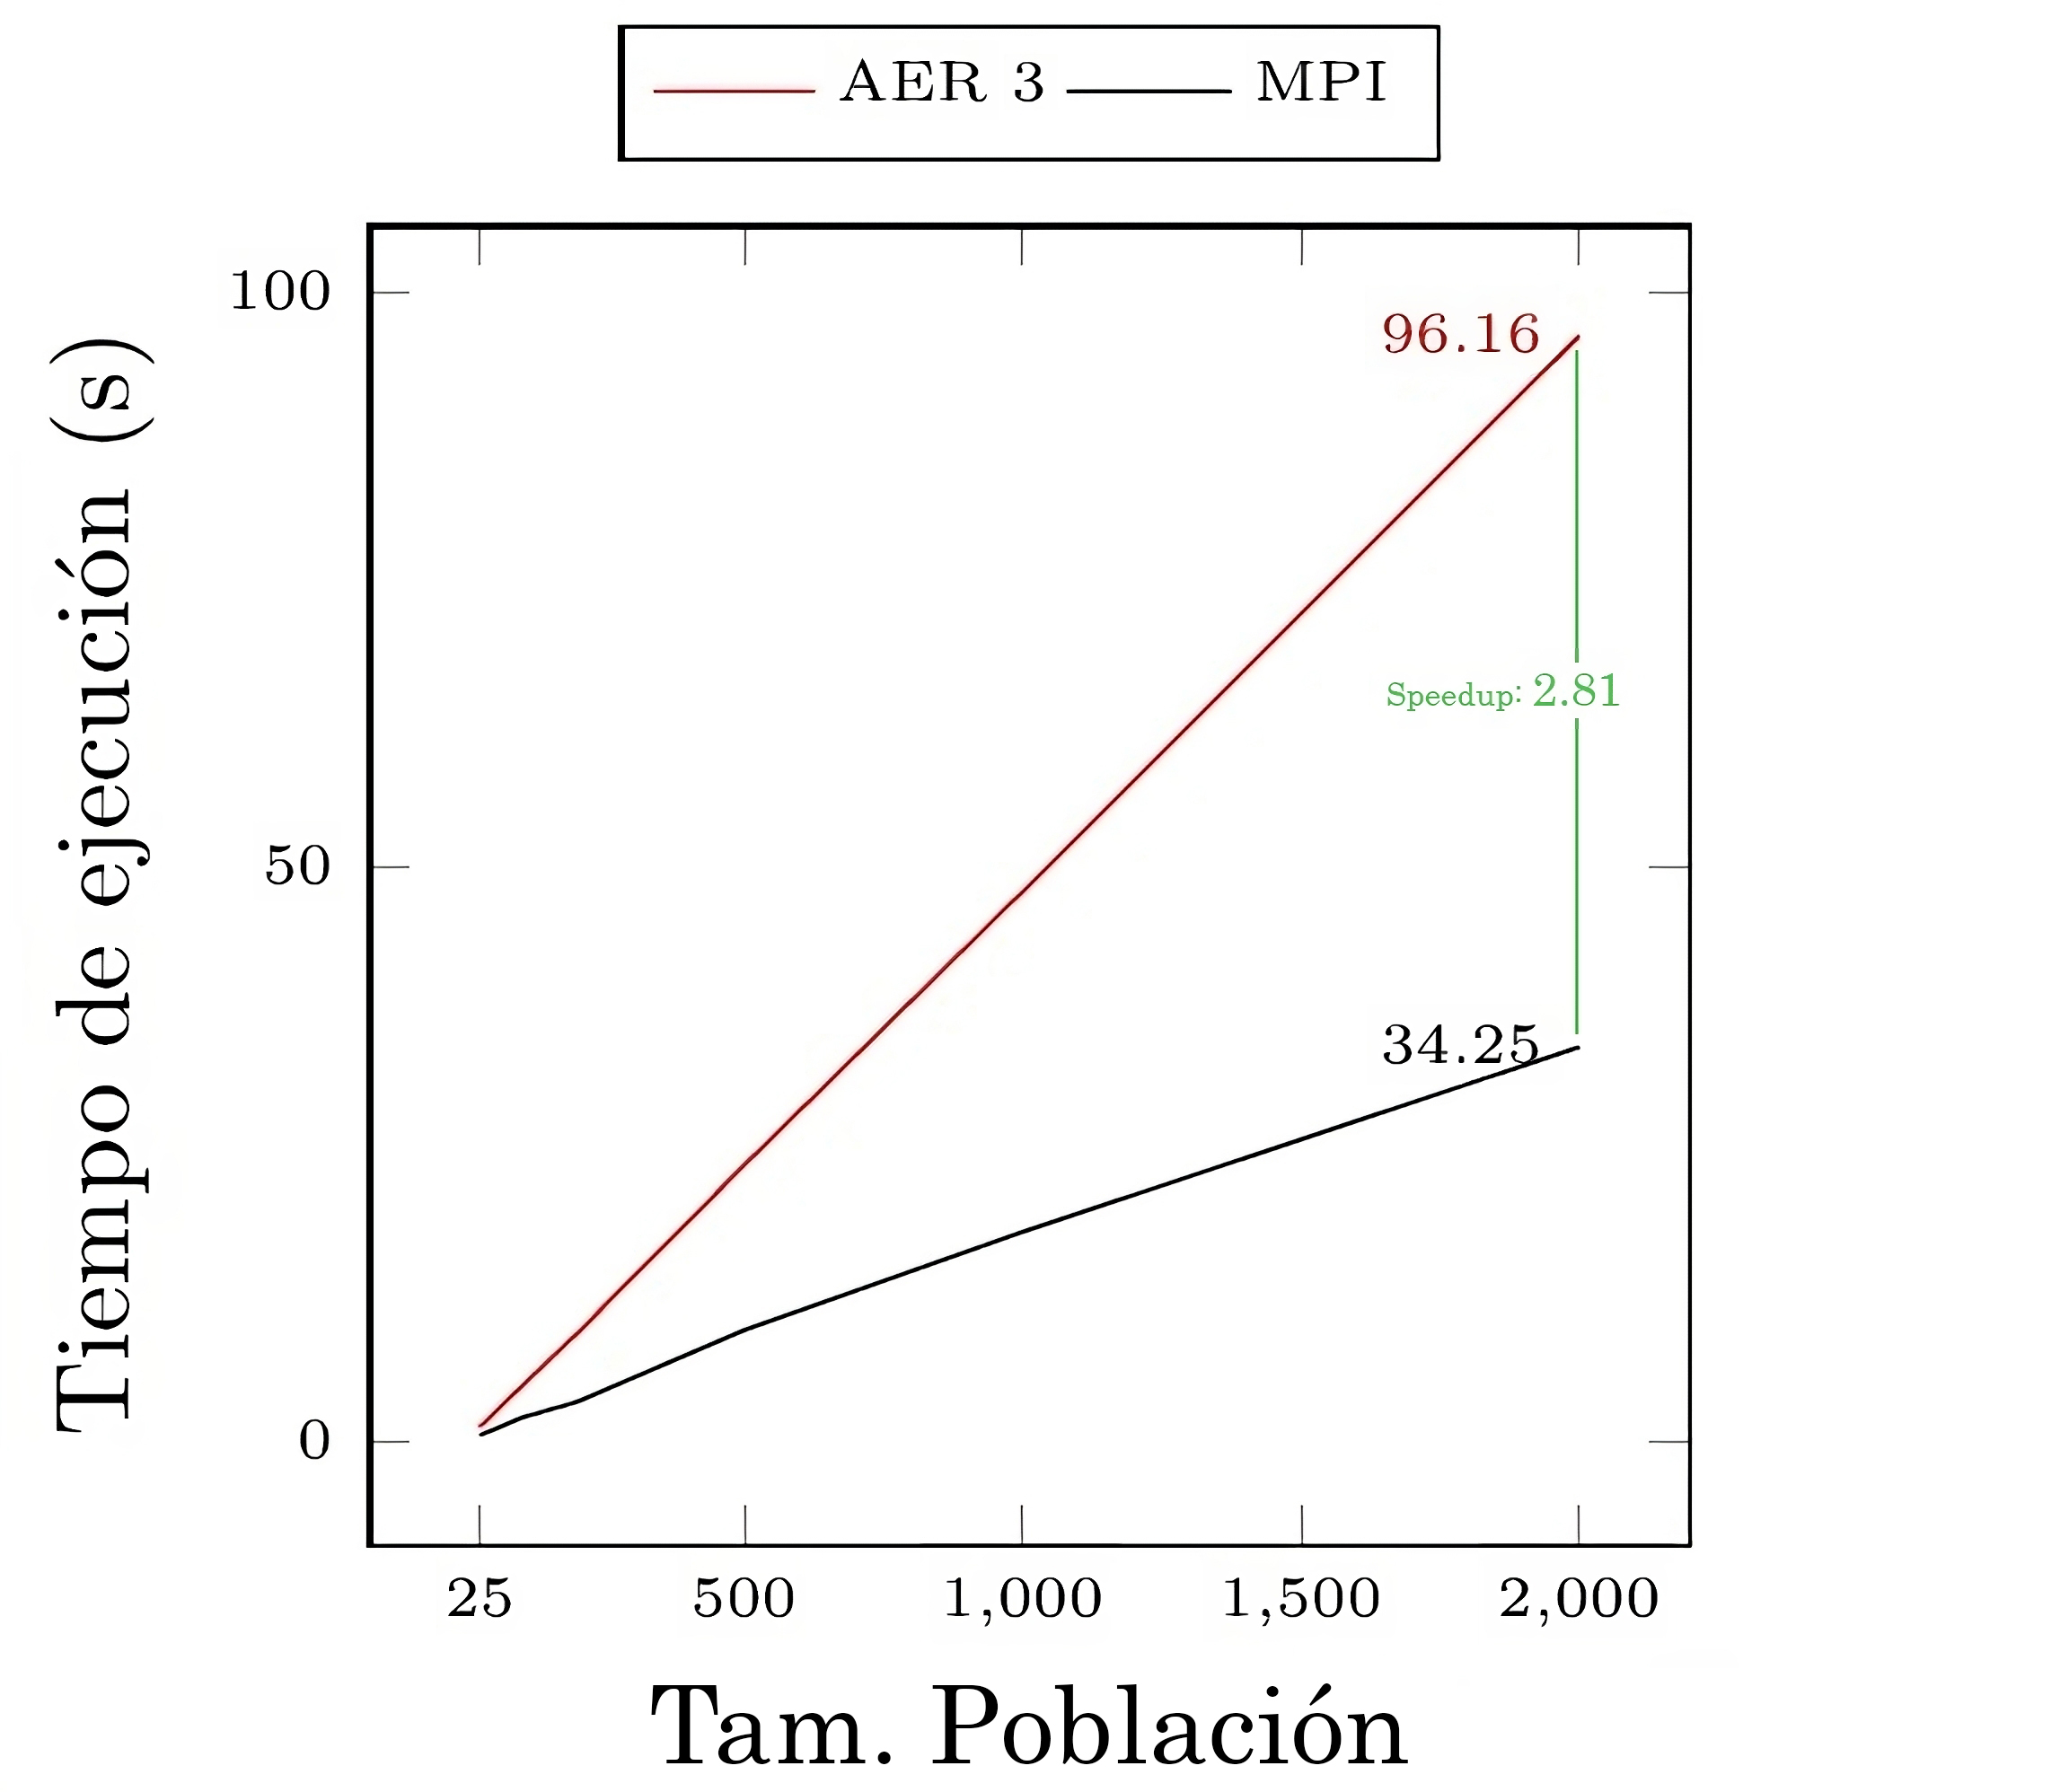 AER 3 MPI
Tiempo de ejecución (s)
100
96.16
Speedup: 2.81
50
34.25
0
25 500 1,000 1,500 2,000
Tam. Población